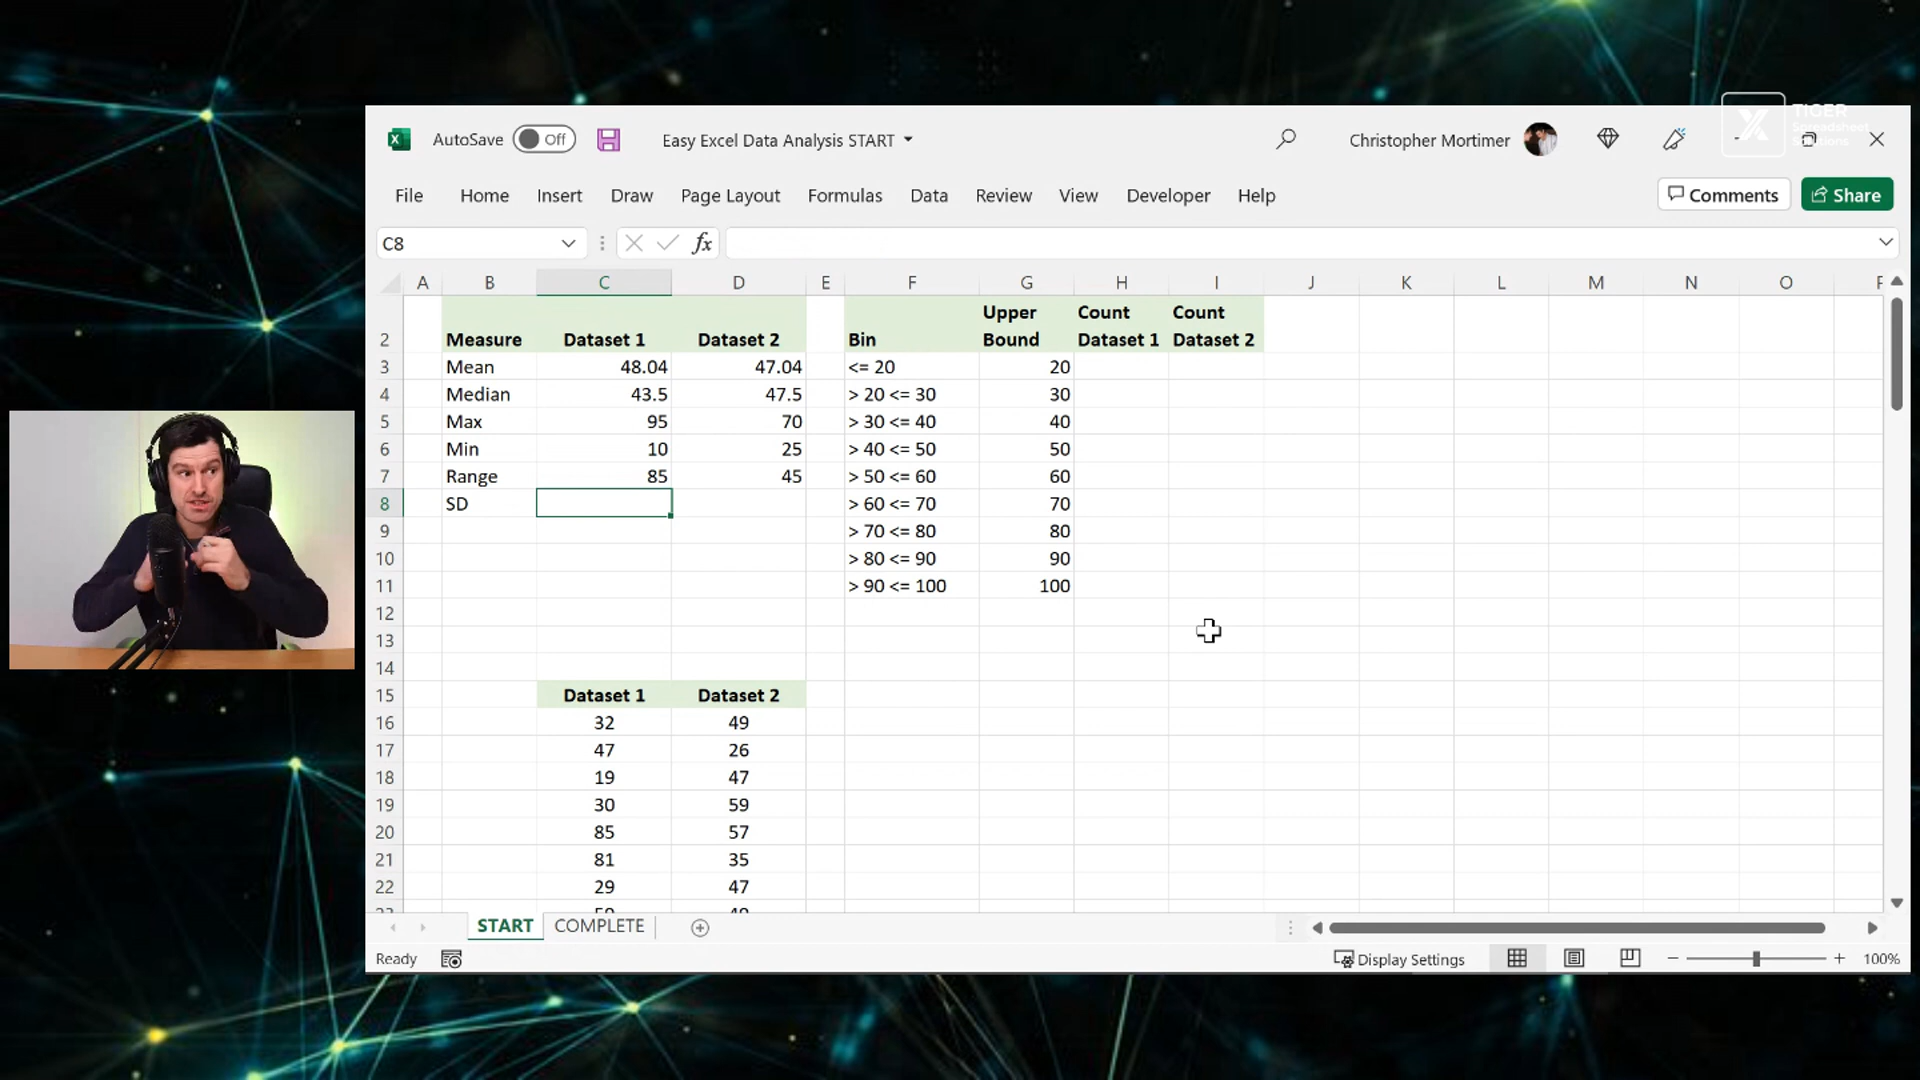 AutoSave Off Easy Excel Data Analysis START Christopher Mortimer
TIGER
Spreadsheet
Solutions
File Home Insert Draw Page Layout Formulas Data Review View Developer Help Comments Share
C8 fx
A B C D E F G H I J K L M N O
Upper Count Count
2 Measure Dataset 1 Dataset 2 Bin Bound Dataset 1 Dataset 2
3 Mean 48.04 47.04 <= 20 20
4 Median 43.5 47.5 > 20 <= 30 30
5 Max 95 70 > 30 <= 40 40
6 Min 10 25 > 40 <= 50 50
7 Range 85 45 > 50 <= 60 60
8 SD > 60 <= 70 70
9 > 70 <= 80 80
10 > 80 <= 90 90
11 > 90 <= 100 100
12
13
14
15 Dataset 1 Dataset 2
16 32 49
17 47 26
18 19 47
19 30 59
20 85 57
21 81 35
22 29 47
START COMPLETE
Ready Display Settings 100%